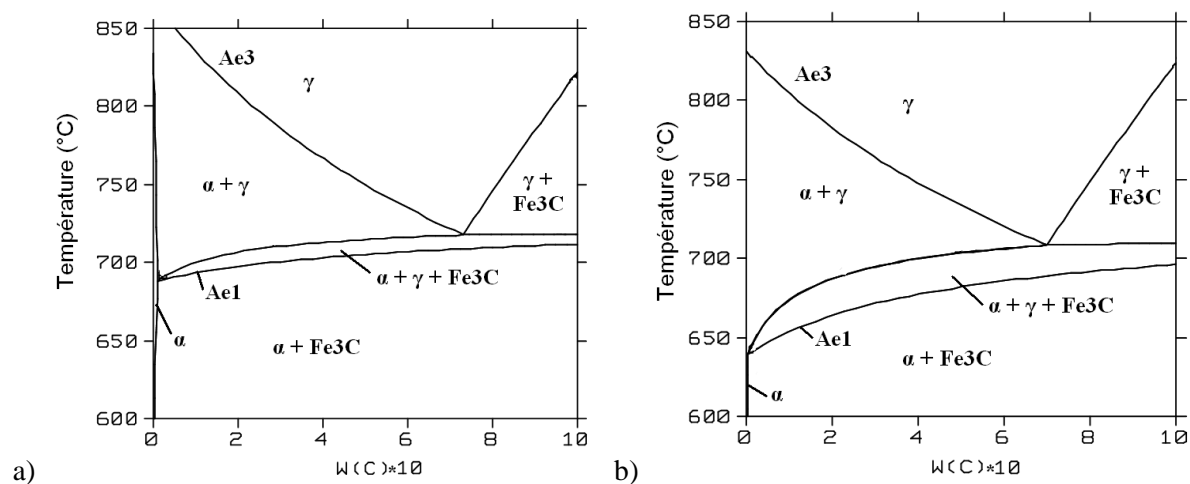 850
800
750
700
650
600
Température (°C)
Ae3
γ
α + γ
γ +
Fe3C
α + γ + Fe3C
Ae1
α
α + Fe3C
0 2 4 6 8 10
W(C)*10
a)
850
800
750
700
650
600
Température (°C)
Ae3
γ
α + γ
γ +
Fe3C
α + γ + Fe3C
Ae1
α + Fe3C
α
0 2 4 6 8 10
W(C)*10
b)